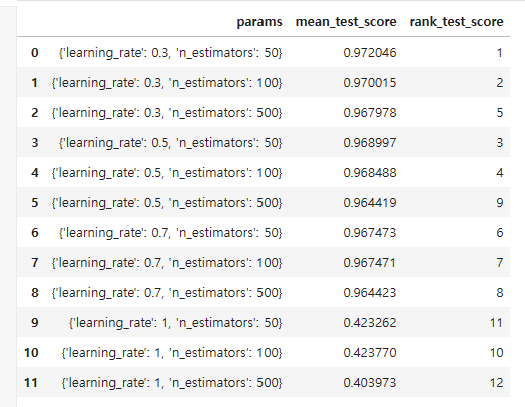 params mean_test_score rank_test_score
0 {'learning_rate': 0.3, 'n_estimators': 50} 0.972046 1
1 {'learning_rate': 0.3, 'n_estimators': 100} 0.970015 2
2 {'learning_rate': 0.3, 'n_estimators': 500} 0.967978 5
3 {'learning_rate': 0.5, 'n_estimators': 50} 0.968997 3
4 {'learning_rate': 0.5, 'n_estimators': 100} 0.968488 4
5 {'learning_rate': 0.5, 'n_estimators': 500} 0.964419 9
6 {'learning_rate': 0.7, 'n_estimators': 50} 0.967473 6
7 {'learning_rate': 0.7, 'n_estimators': 100} 0.967471 7
8 {'learning_rate': 0.7, 'n_estimators': 500} 0.964423 8
9 {'learning_rate': 1, 'n_estimators': 50} 0.423262 11
10 {'learning_rate': 1, 'n_estimators': 100} 0.423770 10
11 {'learning_rate': 1, 'n_estimators': 500} 0.403973 12